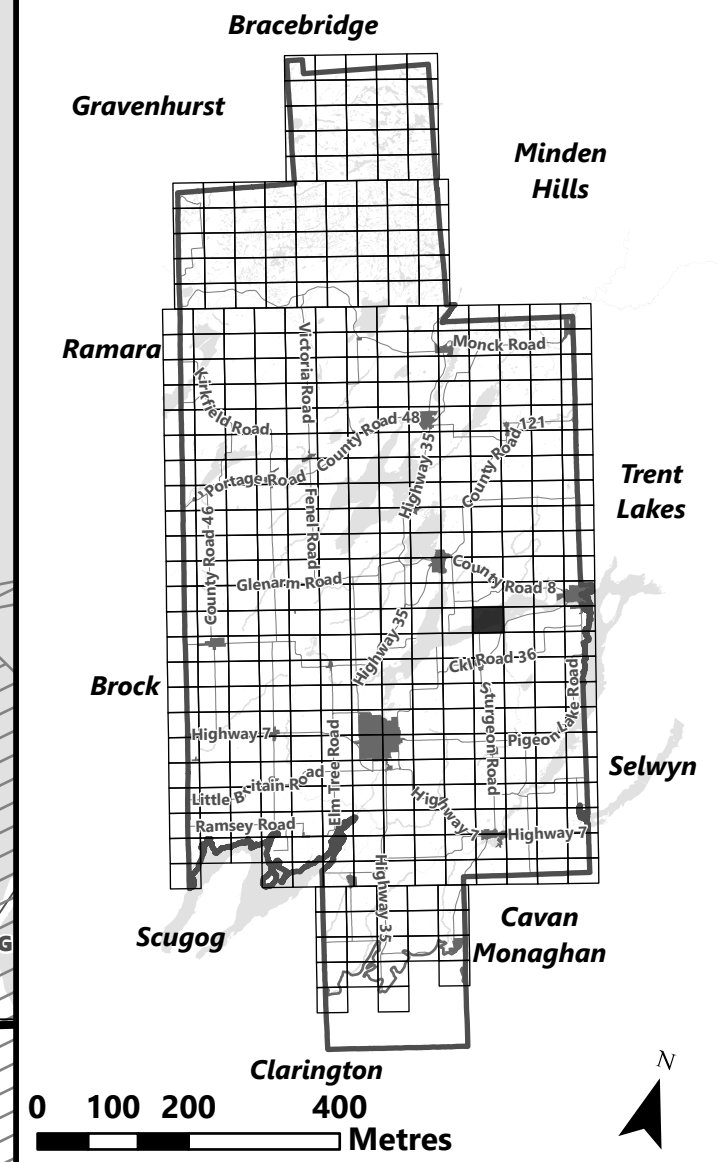 Bracebridge
Gravenhurst
Minden
Hills
Ramara
Victoria Road
Monck Road
Kirkfield Road
County Road 48
Highway 35
County Road 121
Portage Road
Fenel Road
Trent
Lakes
County Road 46
Glenarm Road
County Road 8
Highway 35
Ckl Road 36
Brock
Sturgeon Road
Pigeon Lake Road
Highway 7
Elm Tree Road
Selwyn
Little Britain Road
Highway 7
Ramsey Road
Highway 7
Highway 35
G
Scugog
Cavan
Monaghan
Clarington
N
0 100 200 400
Metres